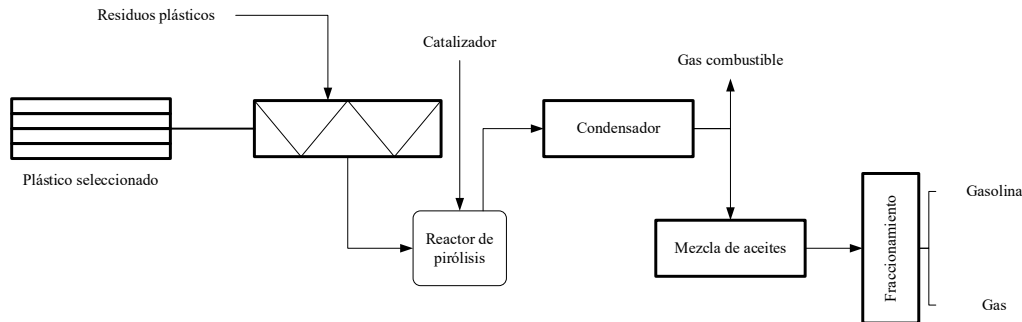 Residuos plásticos
Catalizador
Gas combustible
Condensador
Plástico seleccionado
Gasolina
Reactor de
pirólisis
Mezcla de aceites
Fraccionamiento
Gas